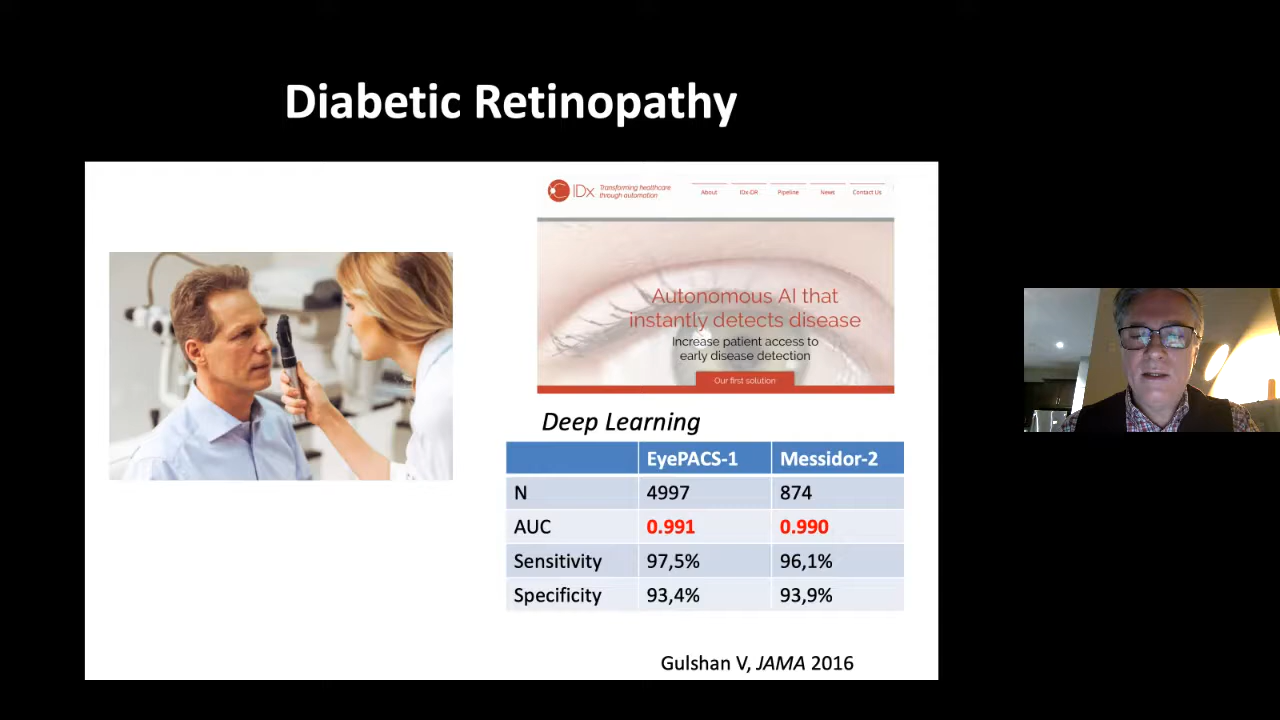 Diabetic Retinopathy
IDx
Transforming healthcare
through automation
About
IDx-DR
Pipeline
News
Contact Us
Autonomous AI that
instantly detects disease
Increase patient access to
early disease detection
Our first solution
Deep Learning
EyePACS-1 Messidor-2
N 4997 874
AUC 0.991 0.990
Sensitivity 97,5% 96,1%
Specificity 93,4% 93,9%
Gulshan V, JAMA 2016